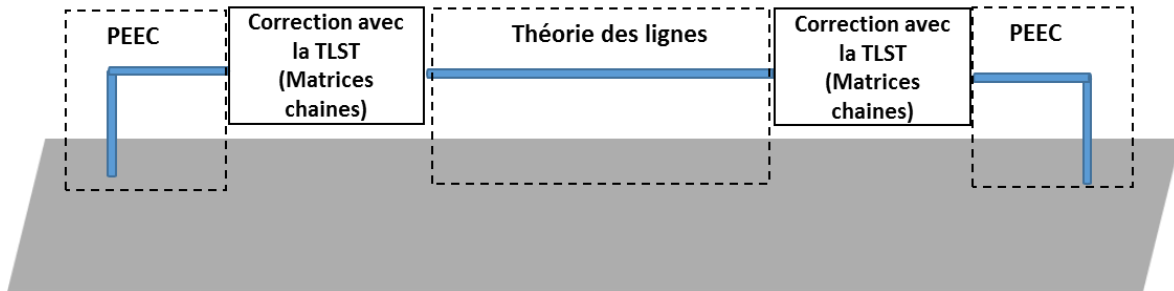 PEEC
Correction avec
la TLST
(Matrices
chaines)
Théorie des lignes
Correction avec
la TLST
(Matrices
chaines)
PEEC